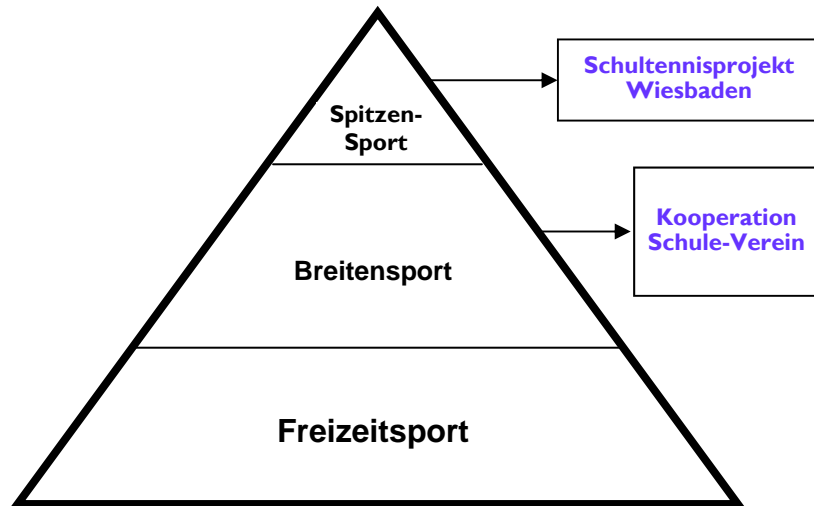 Schultennisprojekt
Wiesbaden
Spitzen-
Sport
Kooperation
Schule-Verein
Breitensport
Freizeitsport